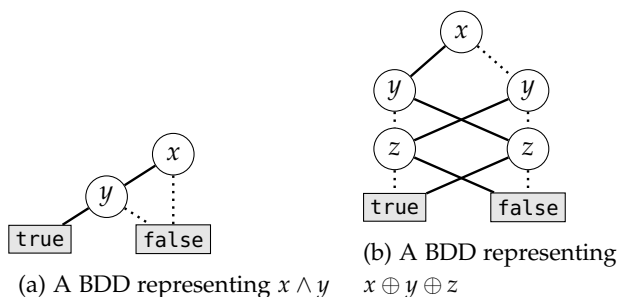 x
y
true
false
(a) A BDD representing x ∧ y
x
y
y
z
z
true
false
(b) A BDD representing
x ⊕ y ⊕ z